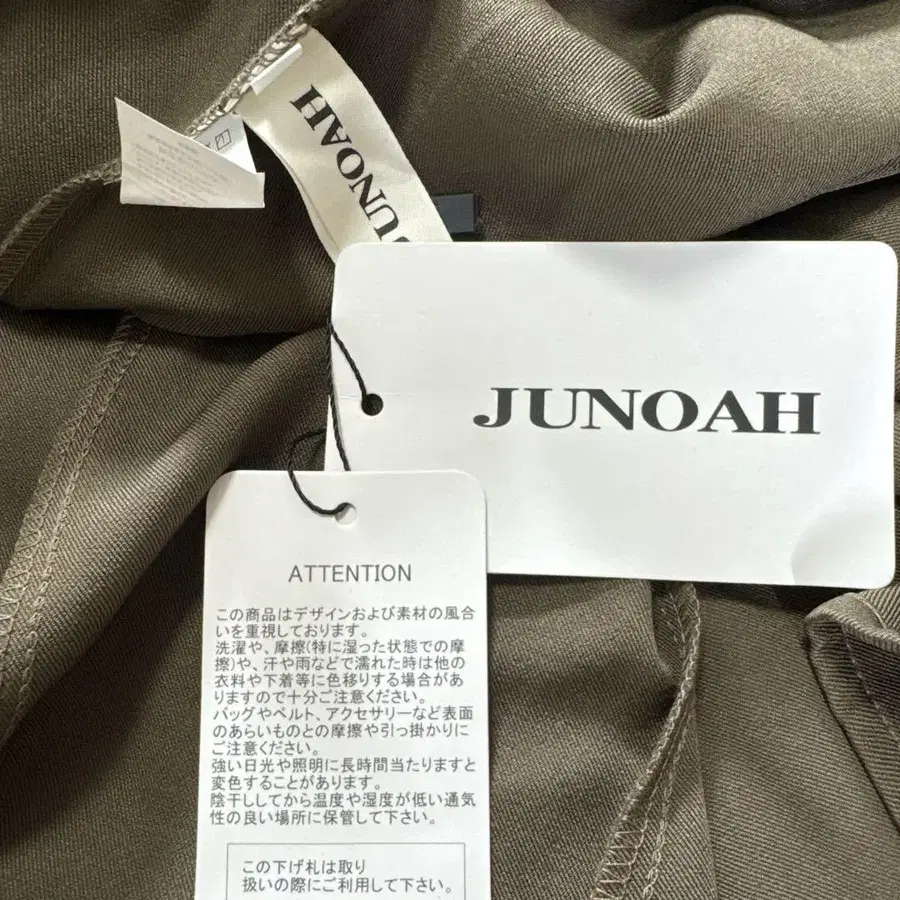 JUNOAH
JUNOAH
ATTENTION
この商品はデザインおよび素材の風合
いを重視しております。
洗濯や、摩擦(特に湿った状態での摩
擦)や、汗や雨などで濡れた時は他の
衣料や下着等に色移りする場合があ
りますので十分ご注意ください。
バッグやベルト、アクセサリーなど表面
のあらいものとの摩擦や引っ掛かりに
ご注意ください。
強い日光や照明に長時間当たりますと
変色することがあります。
陰干ししてから温度や湿度が低い通気
性の良い場所に保管して下さい。
この下げ札は取り
扱いの際にご利用して下さい。